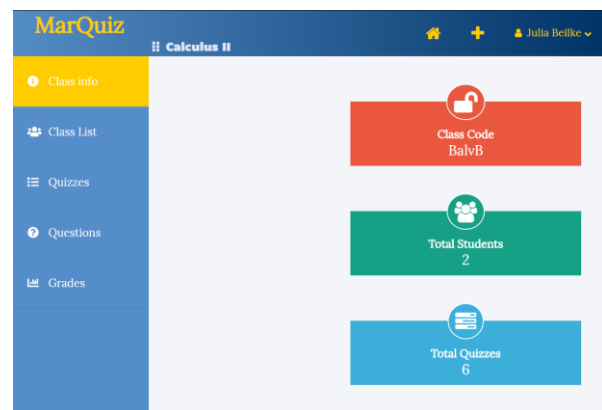 MarQuiz
Calculus II
Julia Beilke
Class info
Class List
Quizzes
Questions
Grades
Class Code
BalvB
Total Students
2
Total Quizzes
6